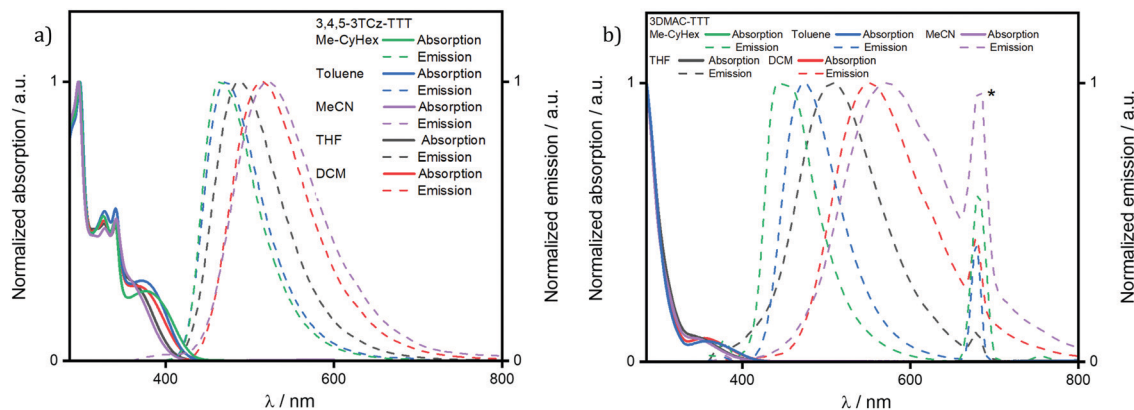 a)
3,4,5-3TCz-TTT
Me-CyHex Absorption
Emission
Toluene Absorption
Emission
MeCN Absorption
Emission
THF Absorption
Emission
DCM Absorption
Emission
1
0
1
0
400
600
800
λ / nm
Normalized absorption / a.u.
Normalized emission / a.u.
b)
3DMAC-TTT
Me-CyHex Absorption Toluene Absorption MeCN Absorption
Emission Emission Emission
THF Absorption DCM Absorption
Emission Emission
*
1
0
1
0
400
600
800
λ / nm
Normalized absorption / a.u.
Normalized emission / a.u.